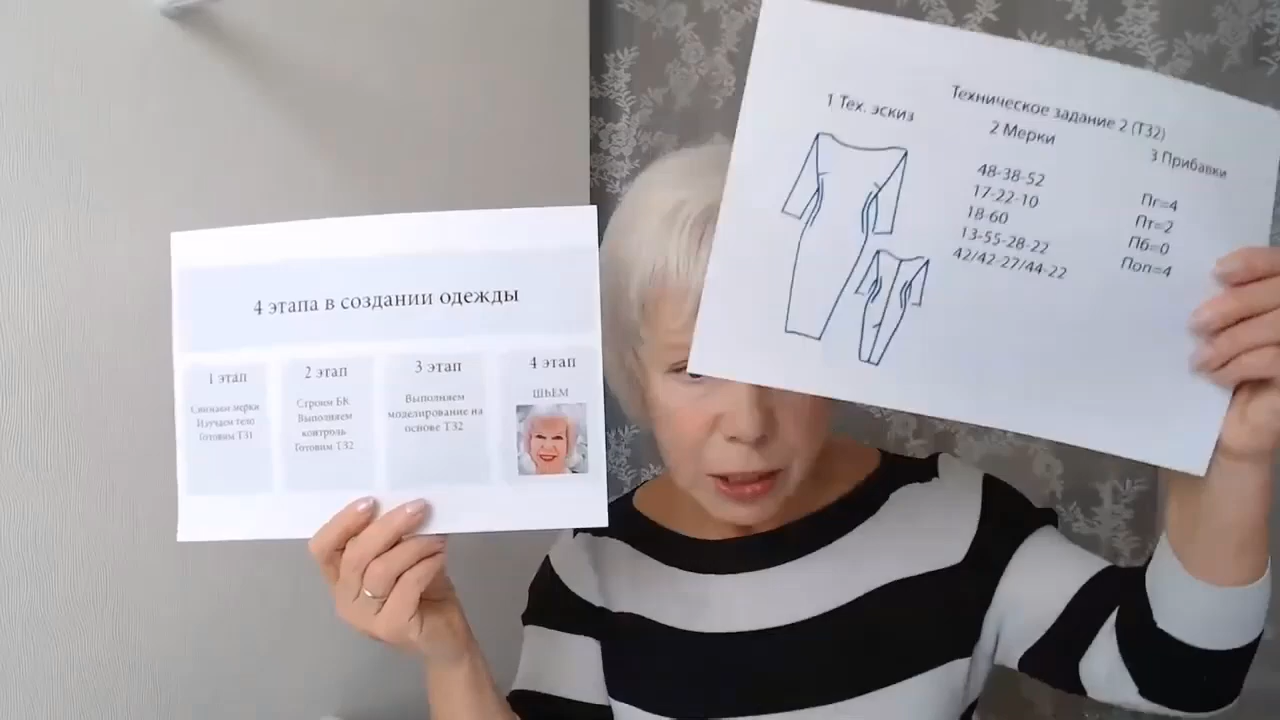 4 этапа в создании одежды
1 этап
Снимаем мерки
Изучаем тело
Готовим ТЗ1
2 этап
Строим БК
Выполняем
контроль
Готовим ТЗ2
3 этап
Выполняем
моделирование на
основе ТЗ2
4 этап
ШЬЕМ
Техническое задание 2 (ТЗ2)
1 Тех. эскиз
2 Мерки
48-38-52
17-22-10
18-60
13-55-28-22
42/42-27/44-22
3 Прибавки
Пг=4
Пт=2
Пб=0
Поп=4